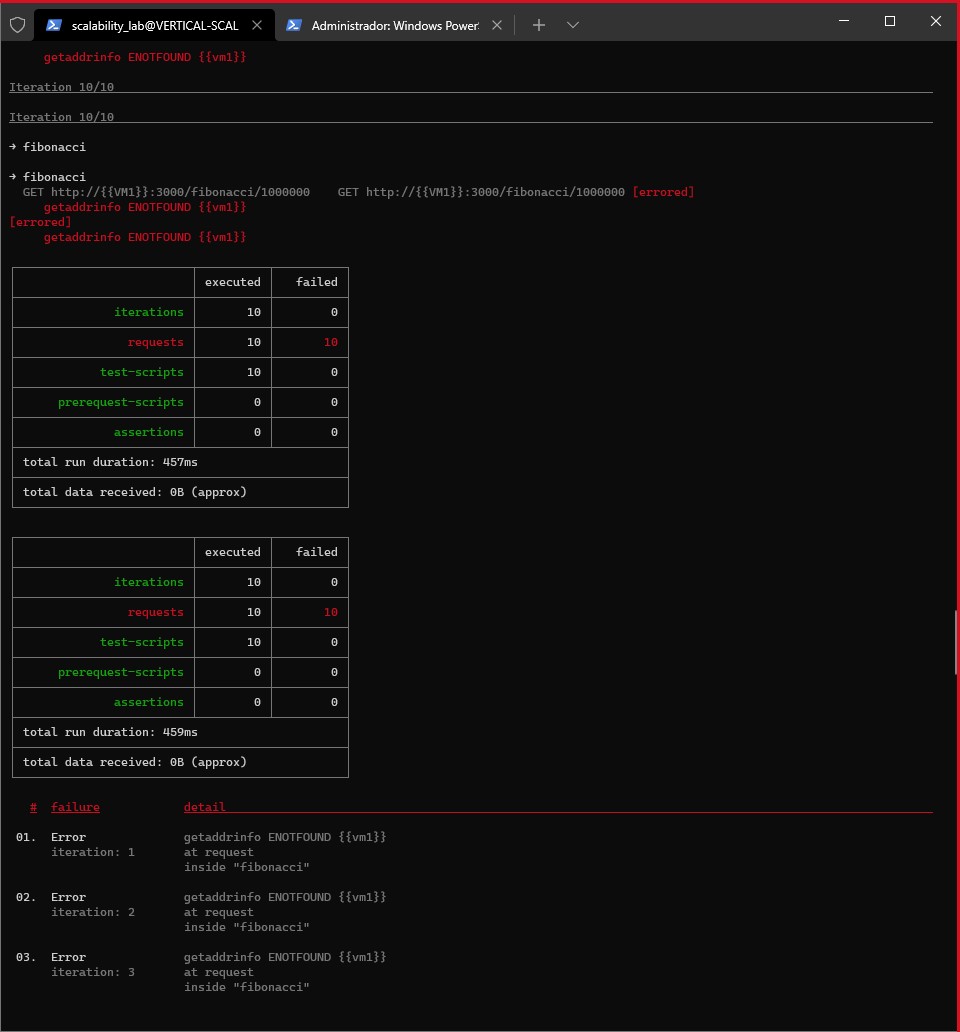 scalability_lab@VERTICAL-SCAL
Administrador: Windows Power
getaddrinfo ENOTFOUND {{vm1}}
Iteration 10/10
Iteration 10/10
→ fibonacci
→ fibonacci
GET http://{{VM1}}:3000/fibonacci/1000000    GET http://{{VM1}}:3000/fibonacci/1000000 [errored]
getaddrinfo ENOTFOUND {{vm1}}
[errored]
getaddrinfo ENOTFOUND {{vm1}}
executed failed
iterations 10 0
requests 10 10
test-scripts 10 0
prerequest-scripts 0 0
assertions 0 0
total run duration: 457ms
total data received: 0B (approx)
executed failed
iterations 10 0
requests 10 10
test-scripts 10 0
prerequest-scripts 0 0
assertions 0 0
total run duration: 459ms
total data received: 0B (approx)
# failure detail
01. Error getaddrinfo ENOTFOUND {{vm1}}
iteration: 1 at request
inside "fibonacci"
02. Error getaddrinfo ENOTFOUND {{vm1}}
iteration: 2 at request
inside "fibonacci"
03. Error getaddrinfo ENOTFOUND {{vm1}}
iteration: 3 at request
inside "fibonacci"